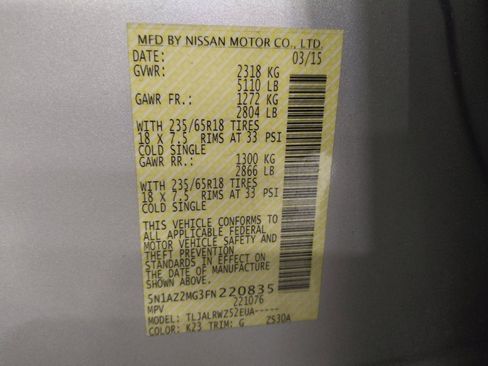 MFD BY NISSAN MOTOR CO., LTD.
DATE: 03/15
GVWR: 2318 KG
5110 LB
GAWR FR.: 1272 KG
2804 LB
WITH 235/65R18 TIRES
18 X 7.5 RIMS AT 33 PSI
COLD SINGLE
GAWR RR.: 1300 KG
2866 LB
WITH 235/65R18 TIRES
18 X 7.5 RIMS AT 33 PSI
COLD SINGLE
THIS VEHICLE CONFORMS TO
ALL APPLICABLE FEDERAL
MOTOR VEHICLE SAFETY AND
THEFT PREVENTION
STANDARDS IN EFFECT ON
THE DATE OF MANUFACTURE
SHOWN ABOVE.
5N1AZ2MG3FN220835
MPV 221076
MODEL: TLJALRWZ52EUA-----
COLOR: K23 TRIM: G ZS30A